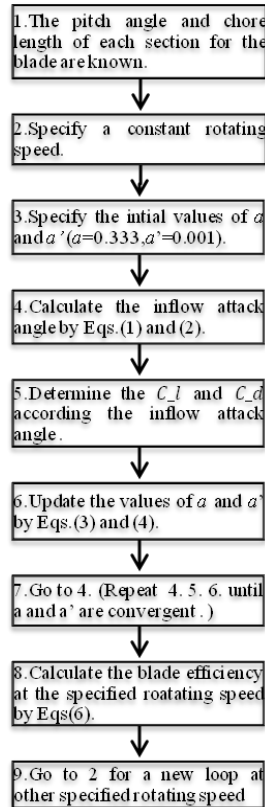 1.The pitch angle and chore
length of each section for the
blade are known.
2.Specify a constant rotating
speed.
3.Specify the intial values of a
and a’(a=0.333,a’=0.001).
4.Calculate the inflow attack
angle by Eqs.(1) and (2).
5.Determine the C_l and C_d
according the inflow attack
angle.
6.Update the values of a and a’
by Eqs.(3) and (4).
7.Go to 4. (Repeat 4. 5. 6. until
a and a’ are convergent.)
8.Calculate the blade efficiency
at the specified roatating speed
by Eqs(6).
9.Go to 2 for a new loop at
other specified rotating speed